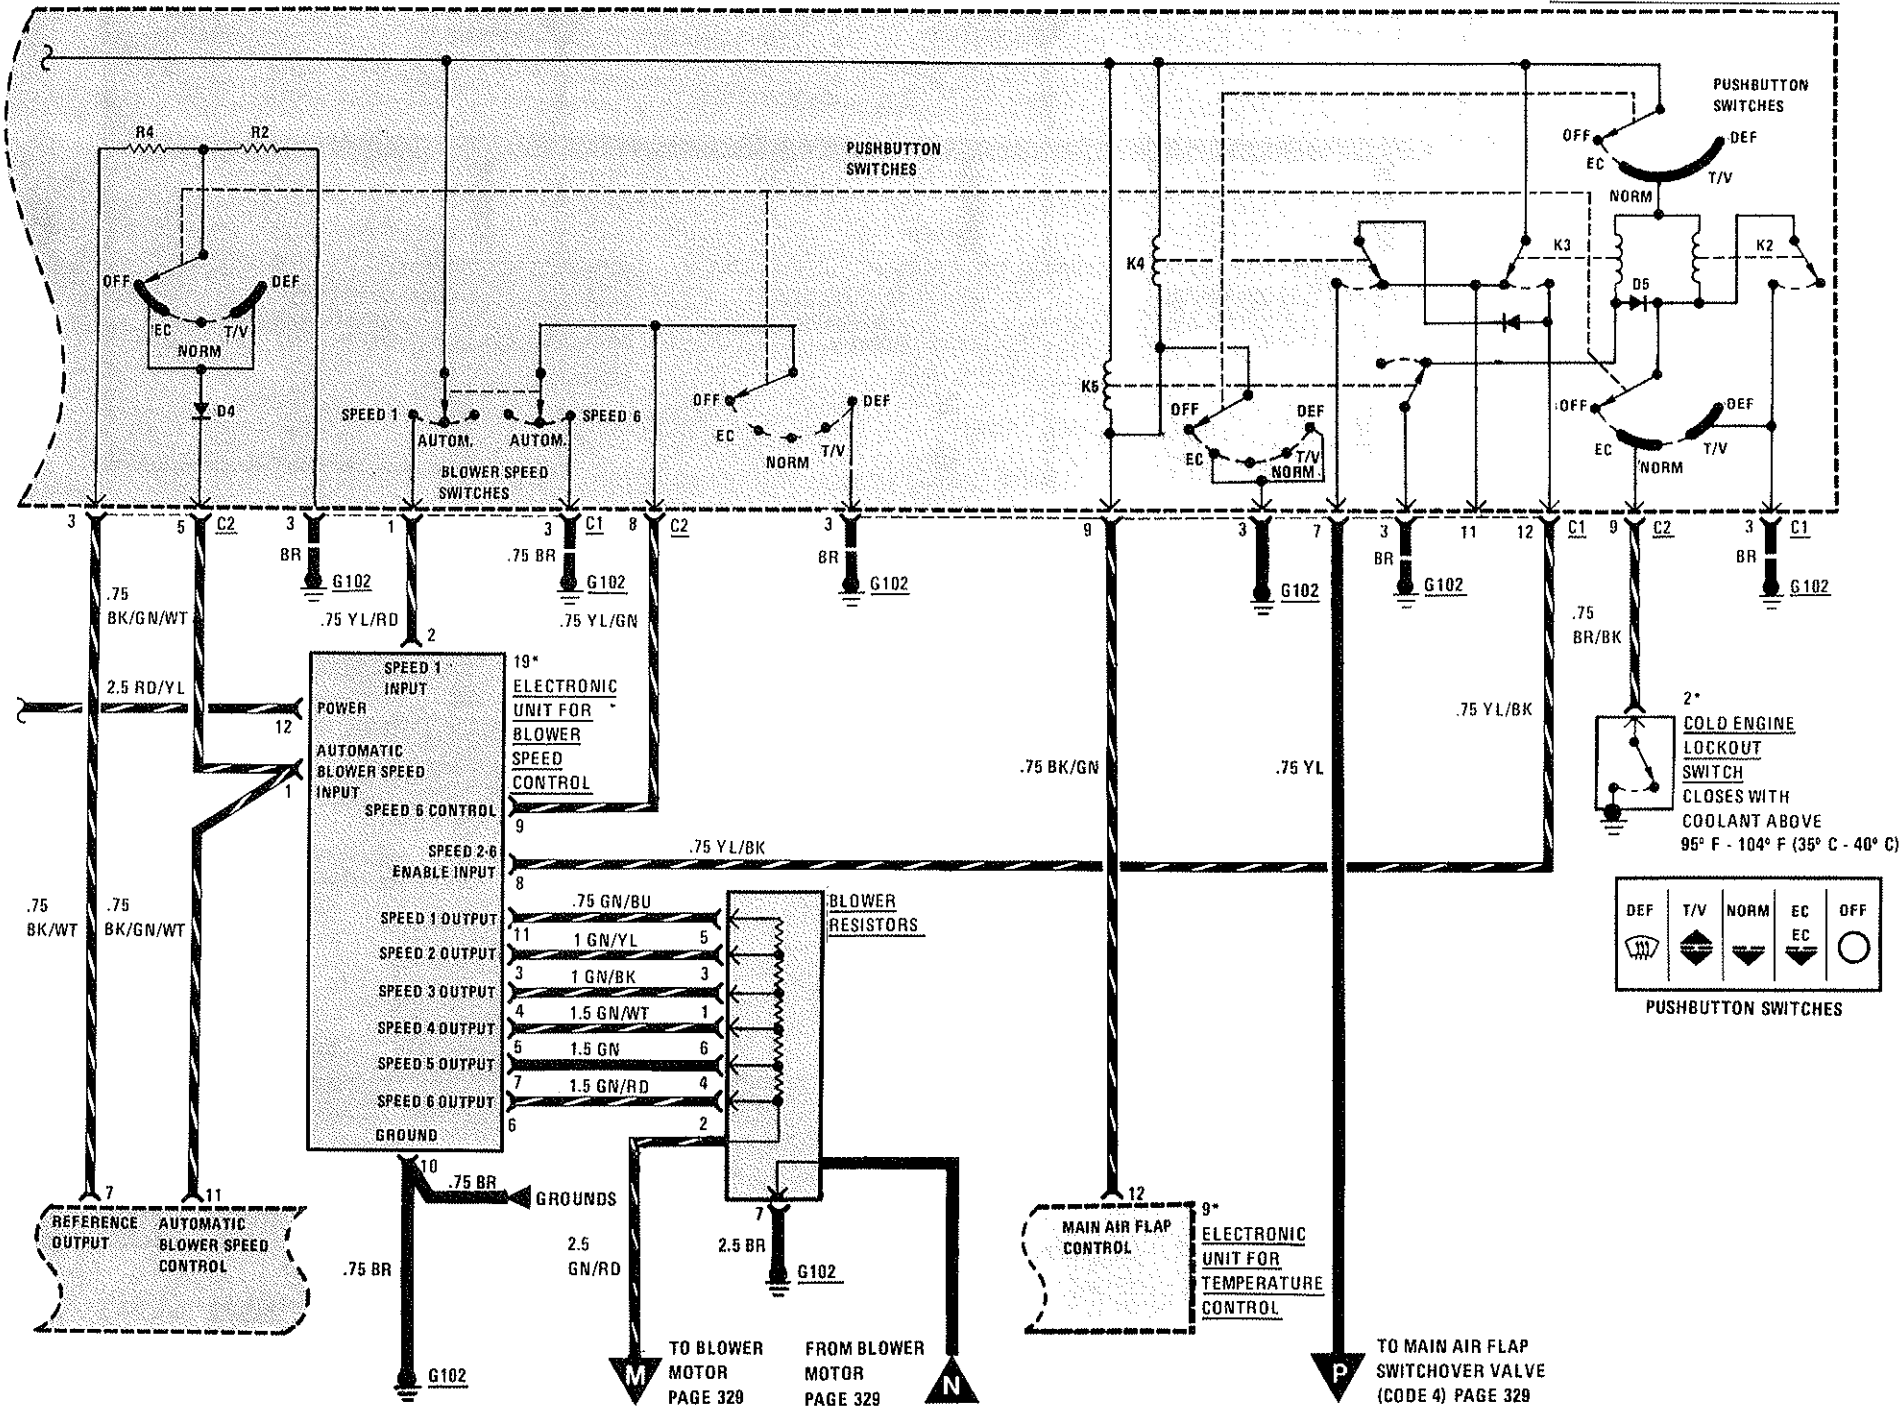 PUSHBUTTON
SWITCHES
R4
R2
PUSHBUTTON
SWITCHES
OFF
DEF
EC
T/V
NORM
K3
K2
K4
D5
OFF
DEF
EC
T/V
NORM
D4
K5
SPEED 1
SPEED 6
AUTOM.
AUTOM.
BLOWER SPEED
SWITCHES
OFF
DEF
EC
T/V
NORM
OFF
DEF
EC
T/V
NORM
OFF
DEF
EC
T/V
NORM
3
5
C2
3
1
3
C1
8
C2
3
9
3
7
3
11
12
C1
9
C2
3
C1
BR
.75 BR
BR
BR
BR
G102
G102
G102
G102
G102
G102
.75
BK/GN/WT
.75 YL/RD
2
.75 YL/GN
.75
BR/BK
SPEED 1
INPUT
19*
ELECTRONIC
UNIT FOR
BLOWER
SPEED
CONTROL
2.5 RD/YL
12
POWER
AUTOMATIC
BLOWER SPEED
INPUT
1
SPEED 6 CONTROL
9
SPEED 2-6
ENABLE INPUT
8
.75 YL/BK
.75 BK/GN
.75 YL
.75 YL/BK
2*
COLD ENGINE
LOCKOUT
SWITCH
CLOSES WITH
COOLANT ABOVE
95° F - 104° F (35° C - 40° C)
.75
BK/WT
.75
BK/GN/WT
SPEED 1 OUTPUT
11
.75 GN/BU
5
SPEED 2 OUTPUT
3
1 GN/YL
3
SPEED 3 OUTPUT
4
1 GN/BK
1
SPEED 4 OUTPUT
5
1.5 GN/WT
6
SPEED 5 OUTPUT
7
1.5 GN
4
SPEED 6 OUTPUT
6
1.5 GN/RD
2
GROUND
BLOWER
RESISTORS
DEF
T/V
NORM
EC
EC
OFF
PUSHBUTTON SWITCHES
10
.75 BR
GROUNDS
7
11
REFERENCE
OUTPUT
AUTOMATIC
BLOWER SPEED
CONTROL
.75 BR
G102
2.5
GN/RD
7
2.5 BR
G102
M
TO BLOWER
MOTOR
PAGE 329
FROM BLOWER
MOTOR
PAGE 329
N
12
MAIN AIR FLAP
CONTROL
9*
ELECTRONIC
UNIT FOR
TEMPERATURE
CONTROL
P
TO MAIN AIR FLAP
SWITCHOVER VALVE
(CODE 4) PAGE 329